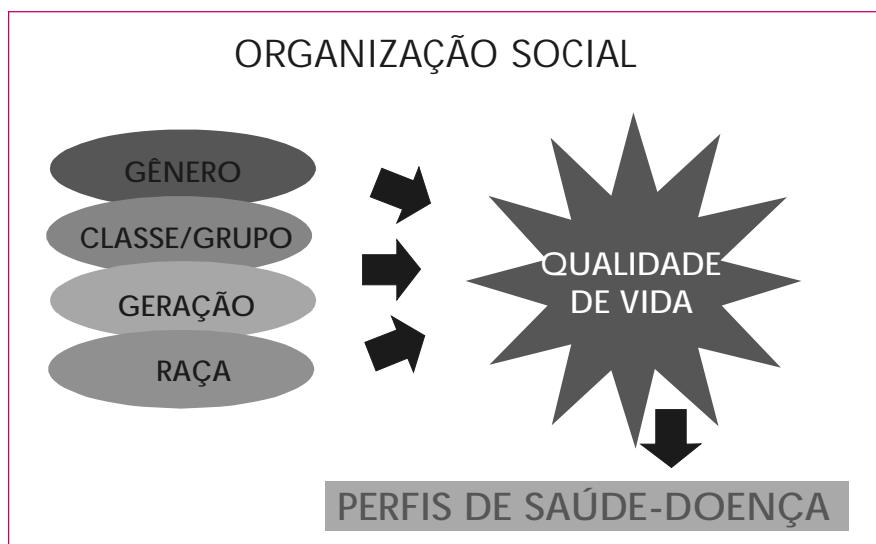 ORGANIZAÇÃO SOCIAL
GÊNERO
CLASSE/GRUPO
GERAÇÃO
RAÇA
QUALIDADE
DE VIDA
PERFIS DE SAÚDE-DOENÇA